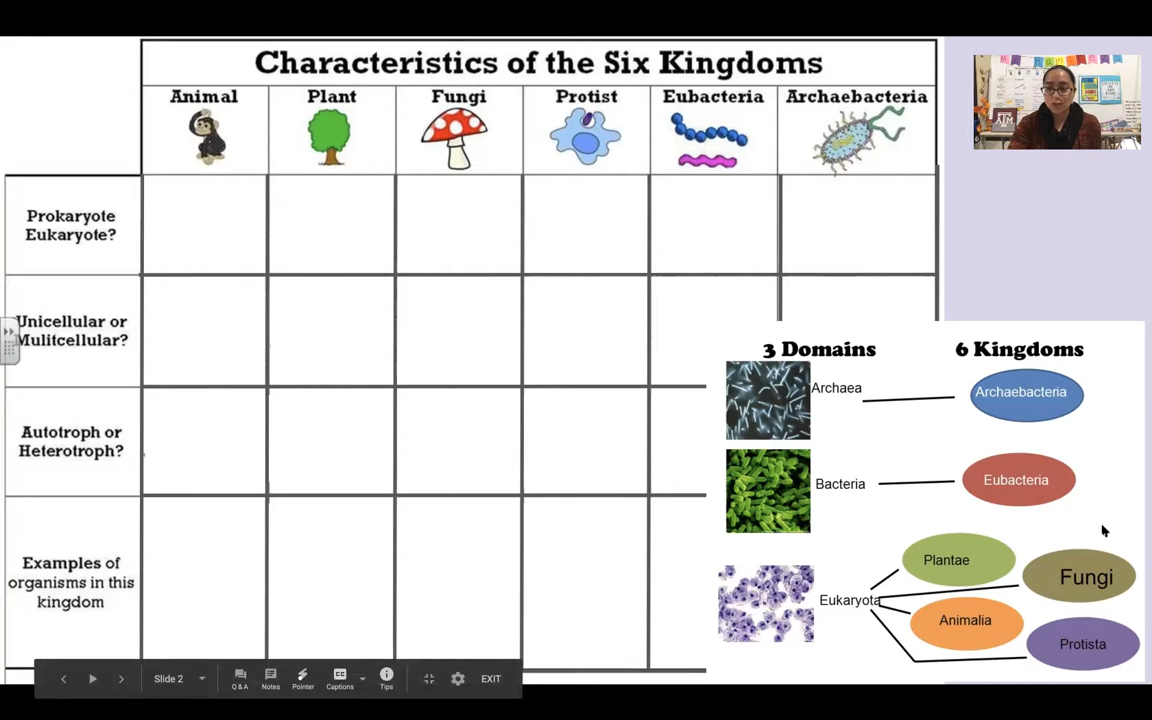 Characteristics of the Six Kingdoms
Animal
Plant
Fungi
Protist
Eubacteria
Archaebacteria
Prokaryote
Eukaryote?
Unicellular or
Mulitcellular?
Autotroph or
Heterotroph?
Examples of
organisms in this
kingdom
3 Domains
6 Kingdoms
Archaea
Archaebacteria
Bacteria
Eubacteria
Eukaryota
Plantae
Fungi
Animalia
Protista
Slide 2
Q & A
Notes
Pointer
Captions
Tips
EXIT
ATM